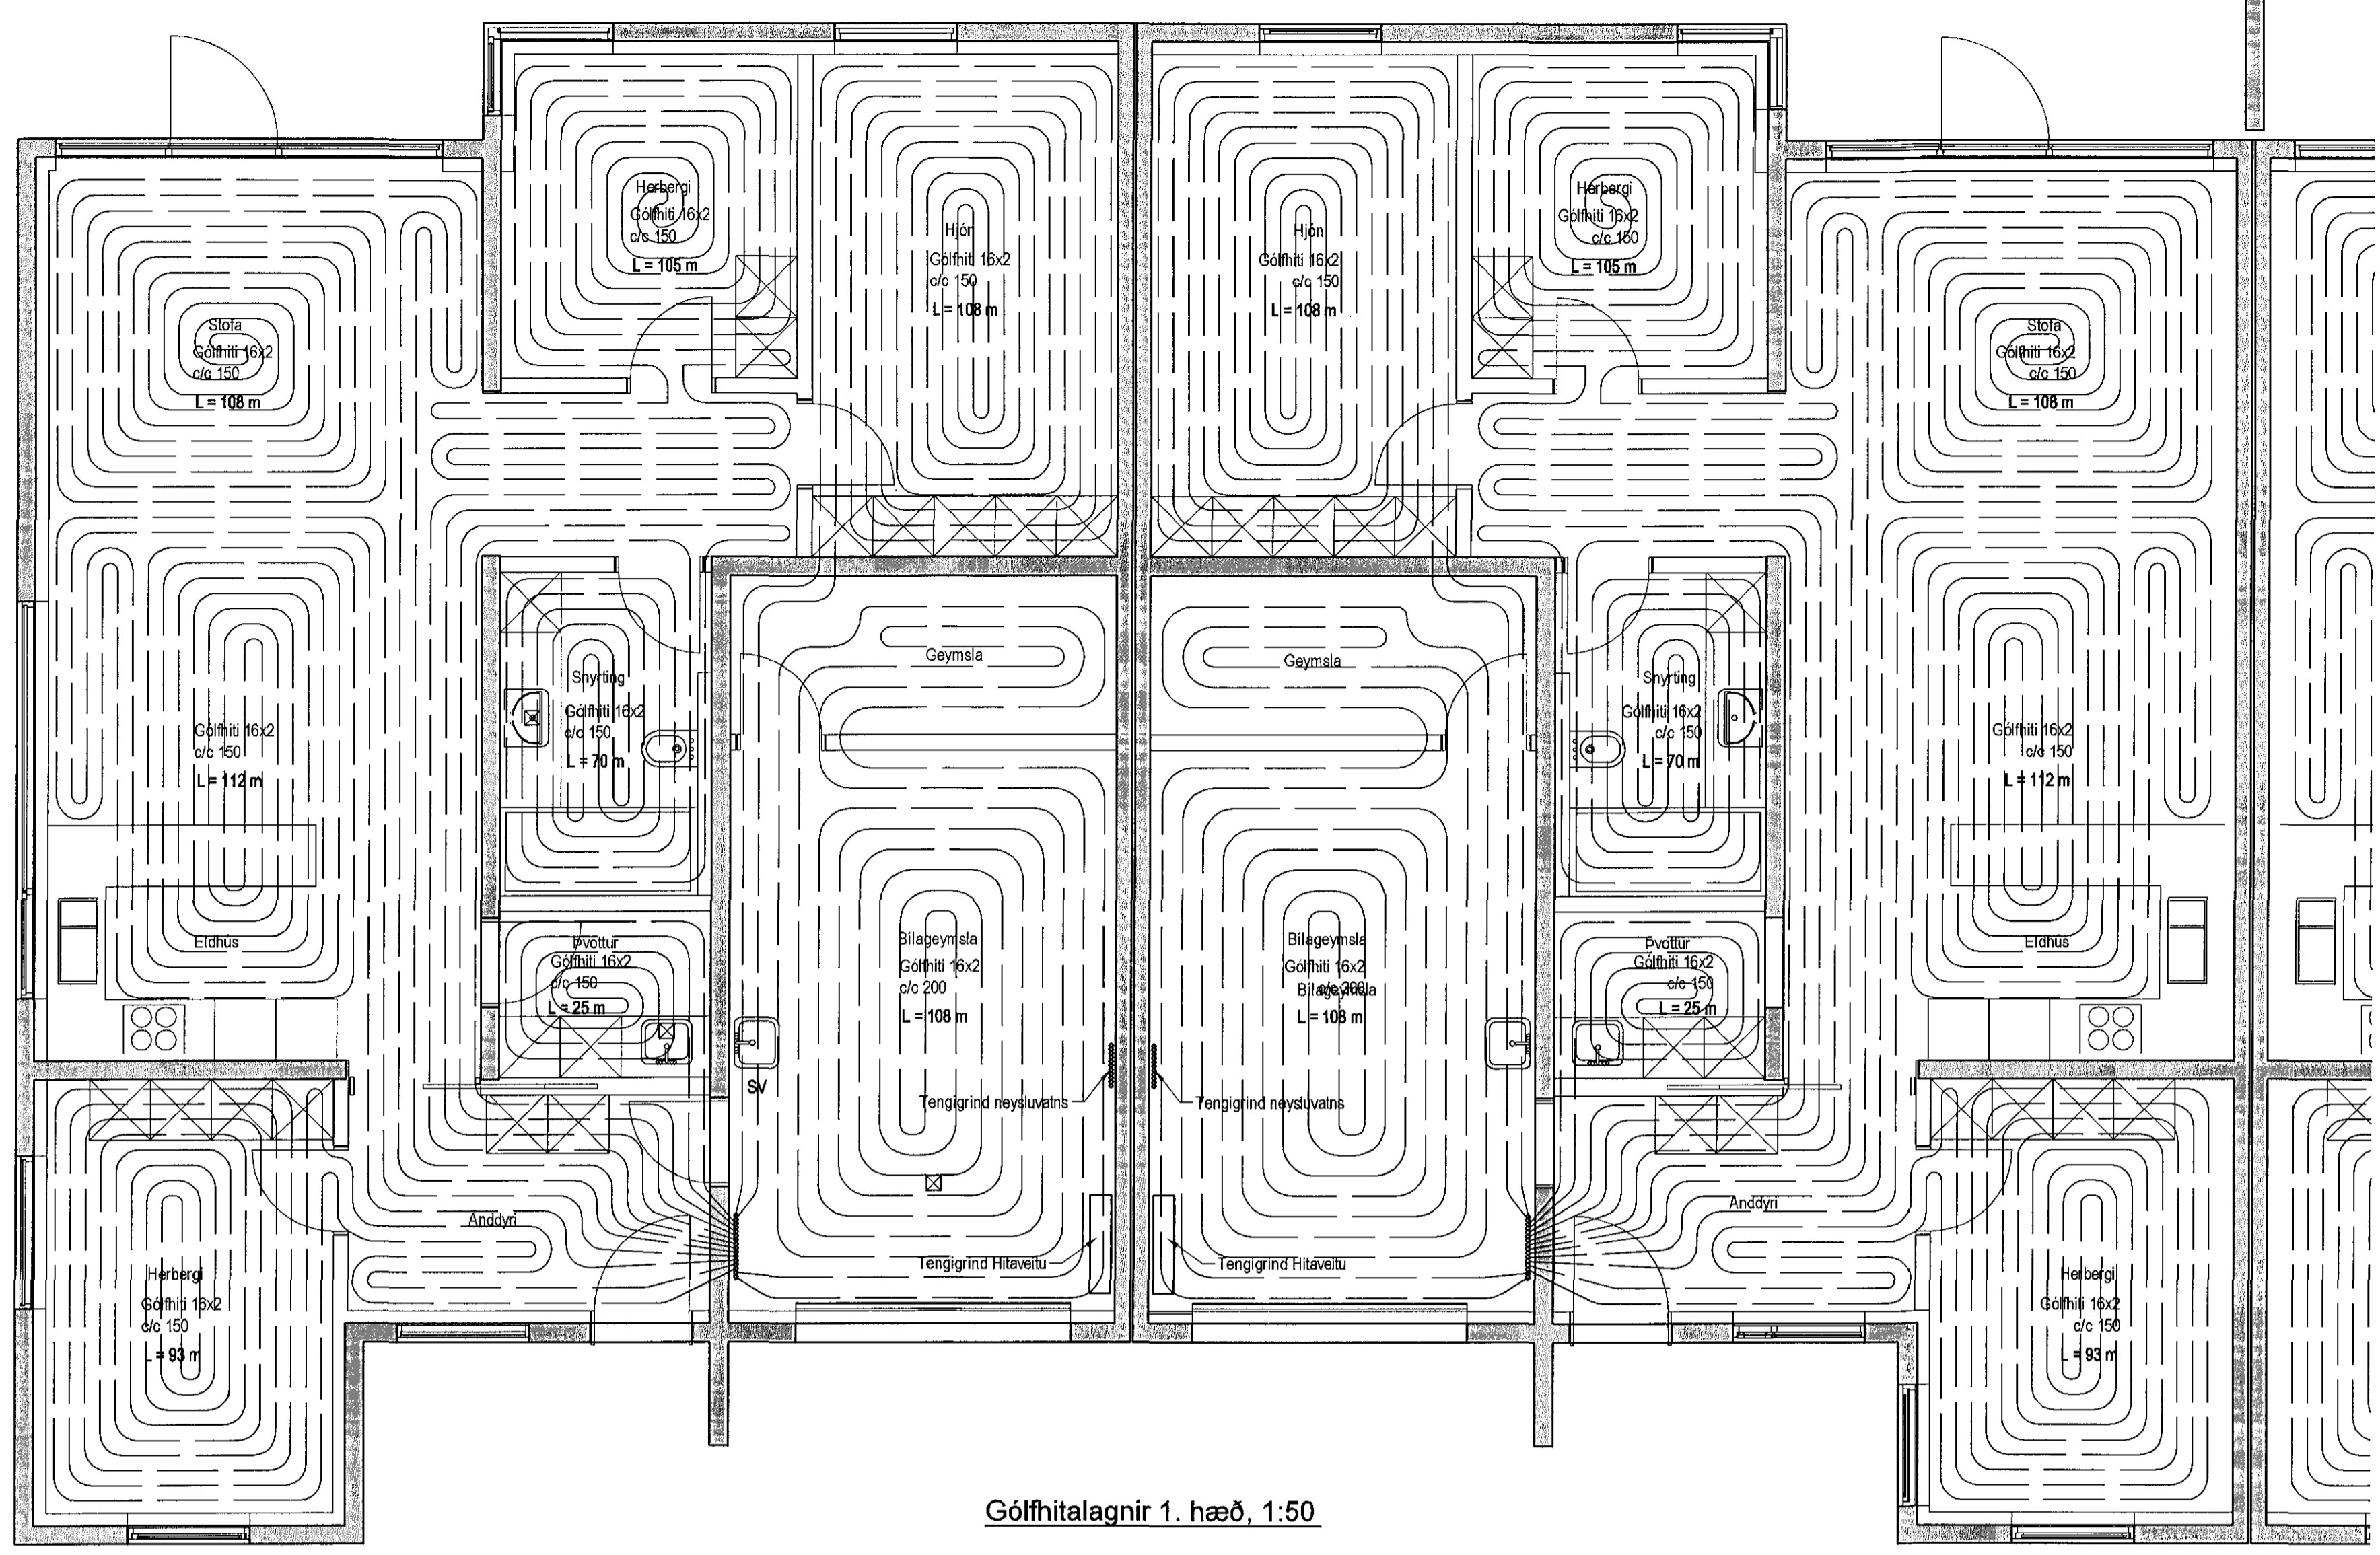 Herbergi
Gólfhiti 16x2
c/c 150
L = 105 m
Hjón
Gólfhiti 16x2
c/c 150
L = 108 m
Hjón
Gólfhiti 16x2
c/c 150
L = 108 m
Herbergi
Gólfhiti 16x2
c/c 150
L = 105 m
Stofa
Gólfhiti 16x2
c/c 150
L = 108 m
Stofa
Gólfhiti 16x2
c/c 150
L = 108 m
Geymsla
Geymsla
Snyrting
Gólfhiti 16x2
c/c 150
L = 70 m
Snyrting
Gólfhiti 16x2
c/c 150
L = 70 m
Gólfhiti 16x2
c/c 150
L = 112 m
Gólfhiti 16x2
c/c 150
L = 112 m
Eldhús
Þvottur
Gólfhiti 16x2
c/c 150
L = 25 m
Bílageymsla
Gólfhiti 16x2
c/c 200
L = 108 m
Bílageymsla
Gólfhiti 16x2
c/c 200
Bílageymsla
L = 108 m
Þvottur
Gólfhiti 16x2
c/c 150
L = 25 m
Eldhús
SV
Tengigrind neysluvatns
Tengigrind neysluvatns
Anddyri
Anddyri
Tengigrind Hitaveitu
Tengigrind Hitaveitu
Herbergi
Gólfhiti 16x2
c/c 150
L = 93 m
Herbergi
Gólfhiti 16x2
c/c 150
L = 93 m
Gólfhitalagnir 1. hæð, 1:50